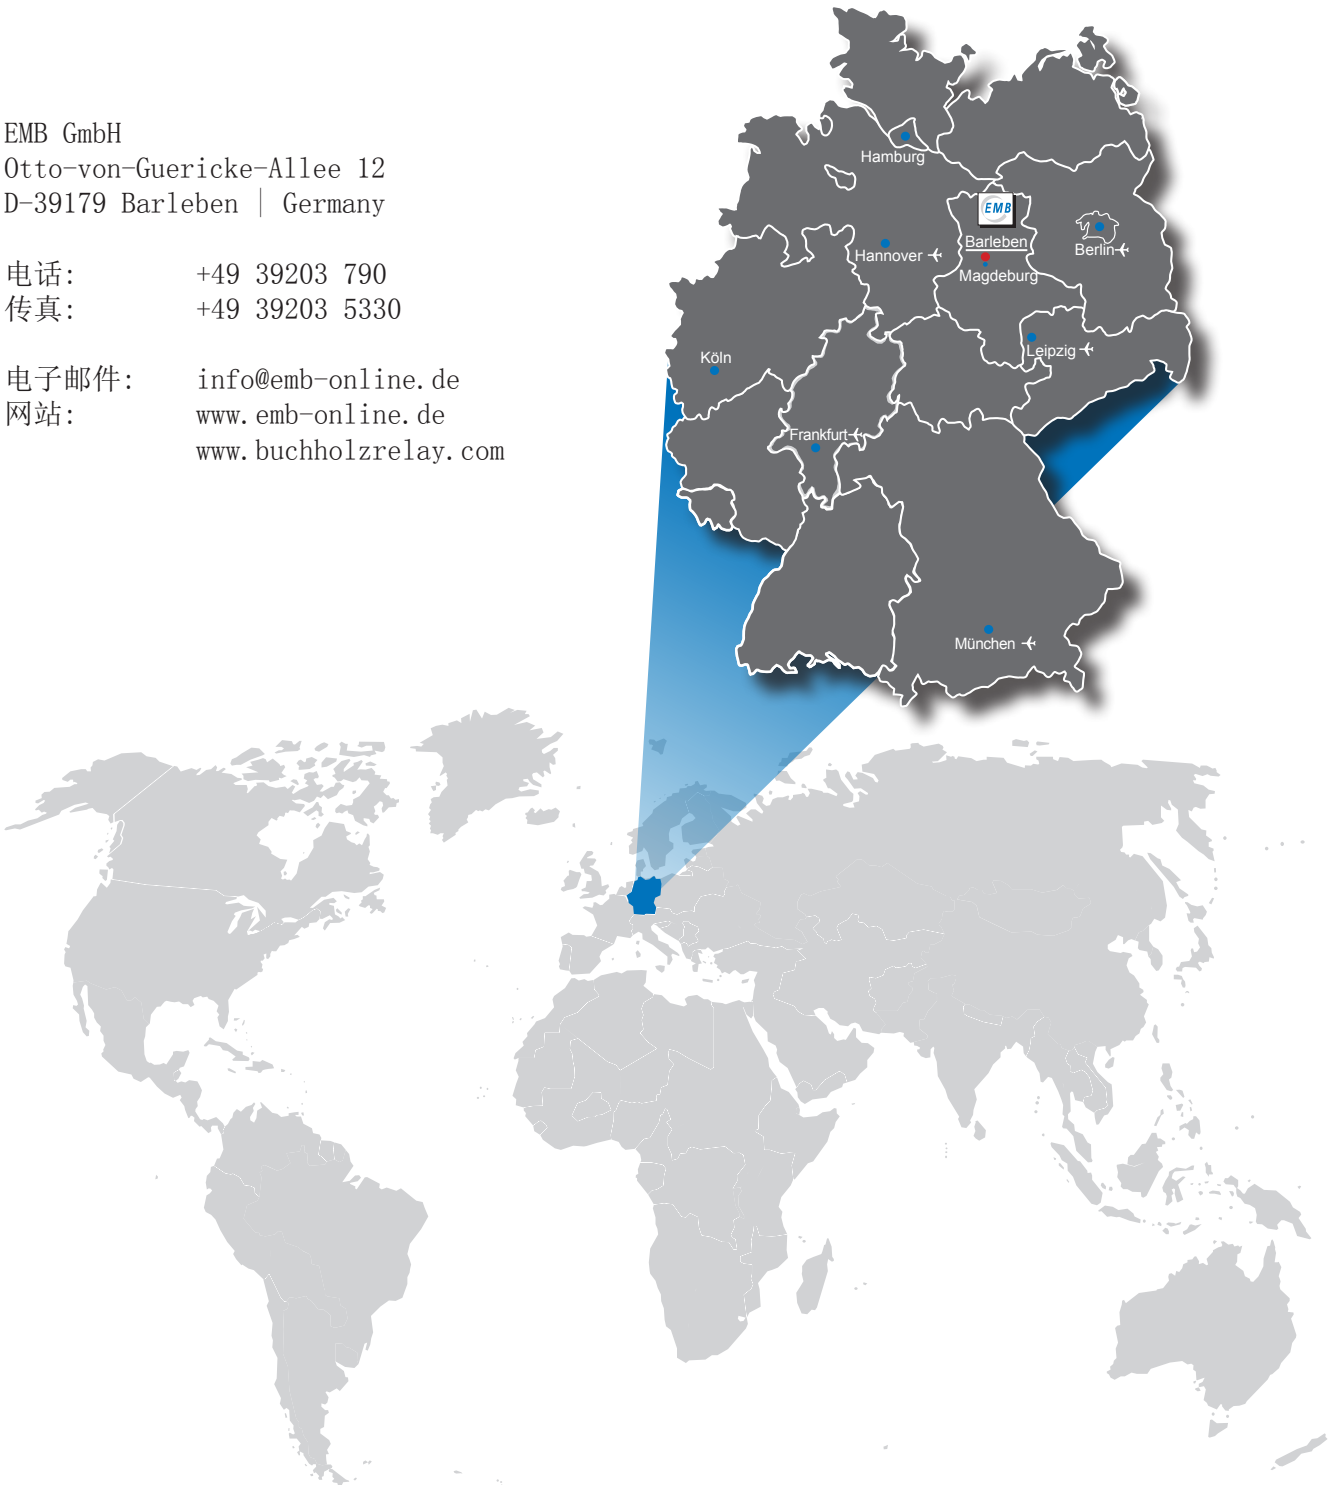 EMB GmbH
Otto-von-Guericke-Allee 12
D-39179 Barleben | Germany
电话: +49 39203 790
传真: +49 39203 5330
电子邮件: info@emb-online.de
网站: www.emb-online.de
www.buchholzrelay.com
Hamburg
EMB
Barleben
Berlin
Hannover
Magdeburg
Leipzig
Köln
Frankfurt
München